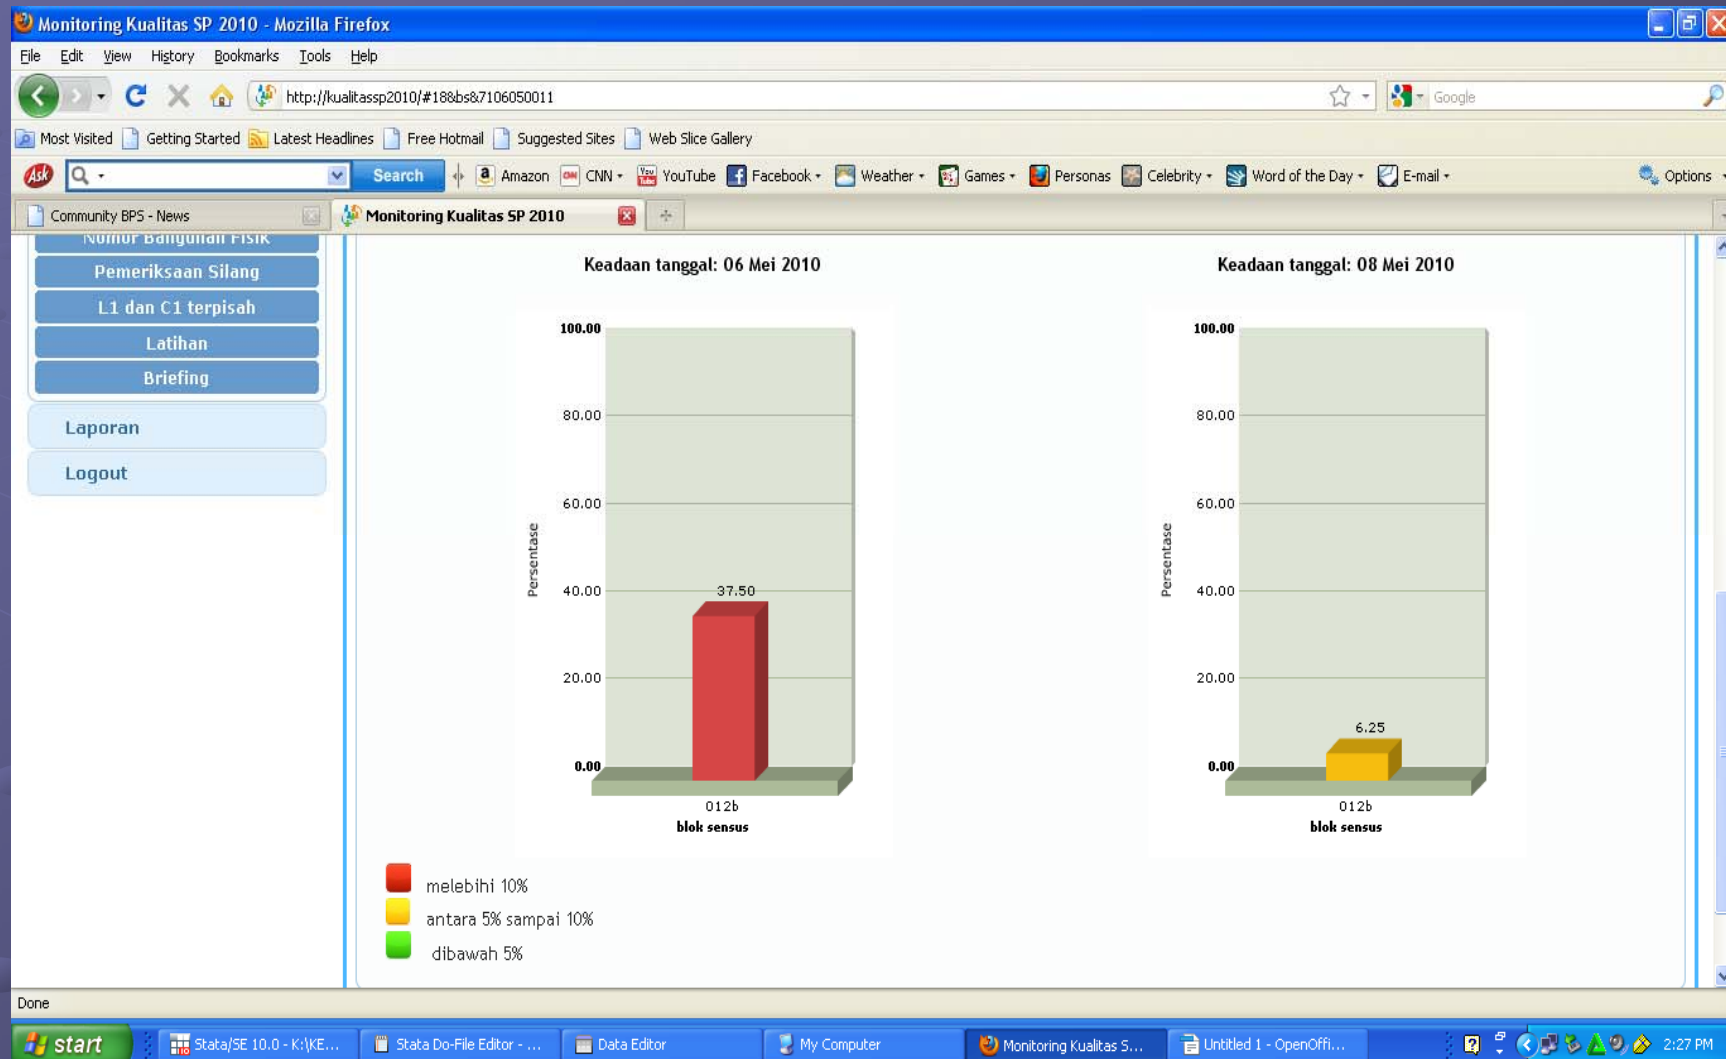 Monitoring Kualitas SP 2010 - Mozilla Firefox
File Edit View History Bookmarks Tools Help
http://kualitassp2010/#18&bs&7106050011
Google
Most Visited Getting Started Latest Headlines Free Hotmail Suggested Sites Web Slice Gallery
Ask Search Amazon CNN YouTube Facebook Weather Games Personas Celebrity Word of the Day E-mail Options
Community BPS - News Monitoring Kualitas SP 2010
Nomor Bangunan Fisik
Pemeriksaan Silang
L1 dan C1 terpisah
Latihan
Briefing
Laporan
Logout
Keadaan tanggal: 06 Mei 2010
100.00
80.00
60.00
40.00
20.00
0.00
Persentase
37.50
012b
blok sensus
Keadaan tanggal: 08 Mei 2010
100.00
80.00
60.00
40.00
20.00
0.00
Persentase
6.25
012b
blok sensus
melebihi 10%
antara 5% sampai 10%
dibawah 5%
Done
start Stata/SE 10.0 - K:\KE... Stata Do-File Editor - ... Data Editor My Computer Monitoring Kualitas S... Untitled 1 - OpenOffi... 2:27 PM